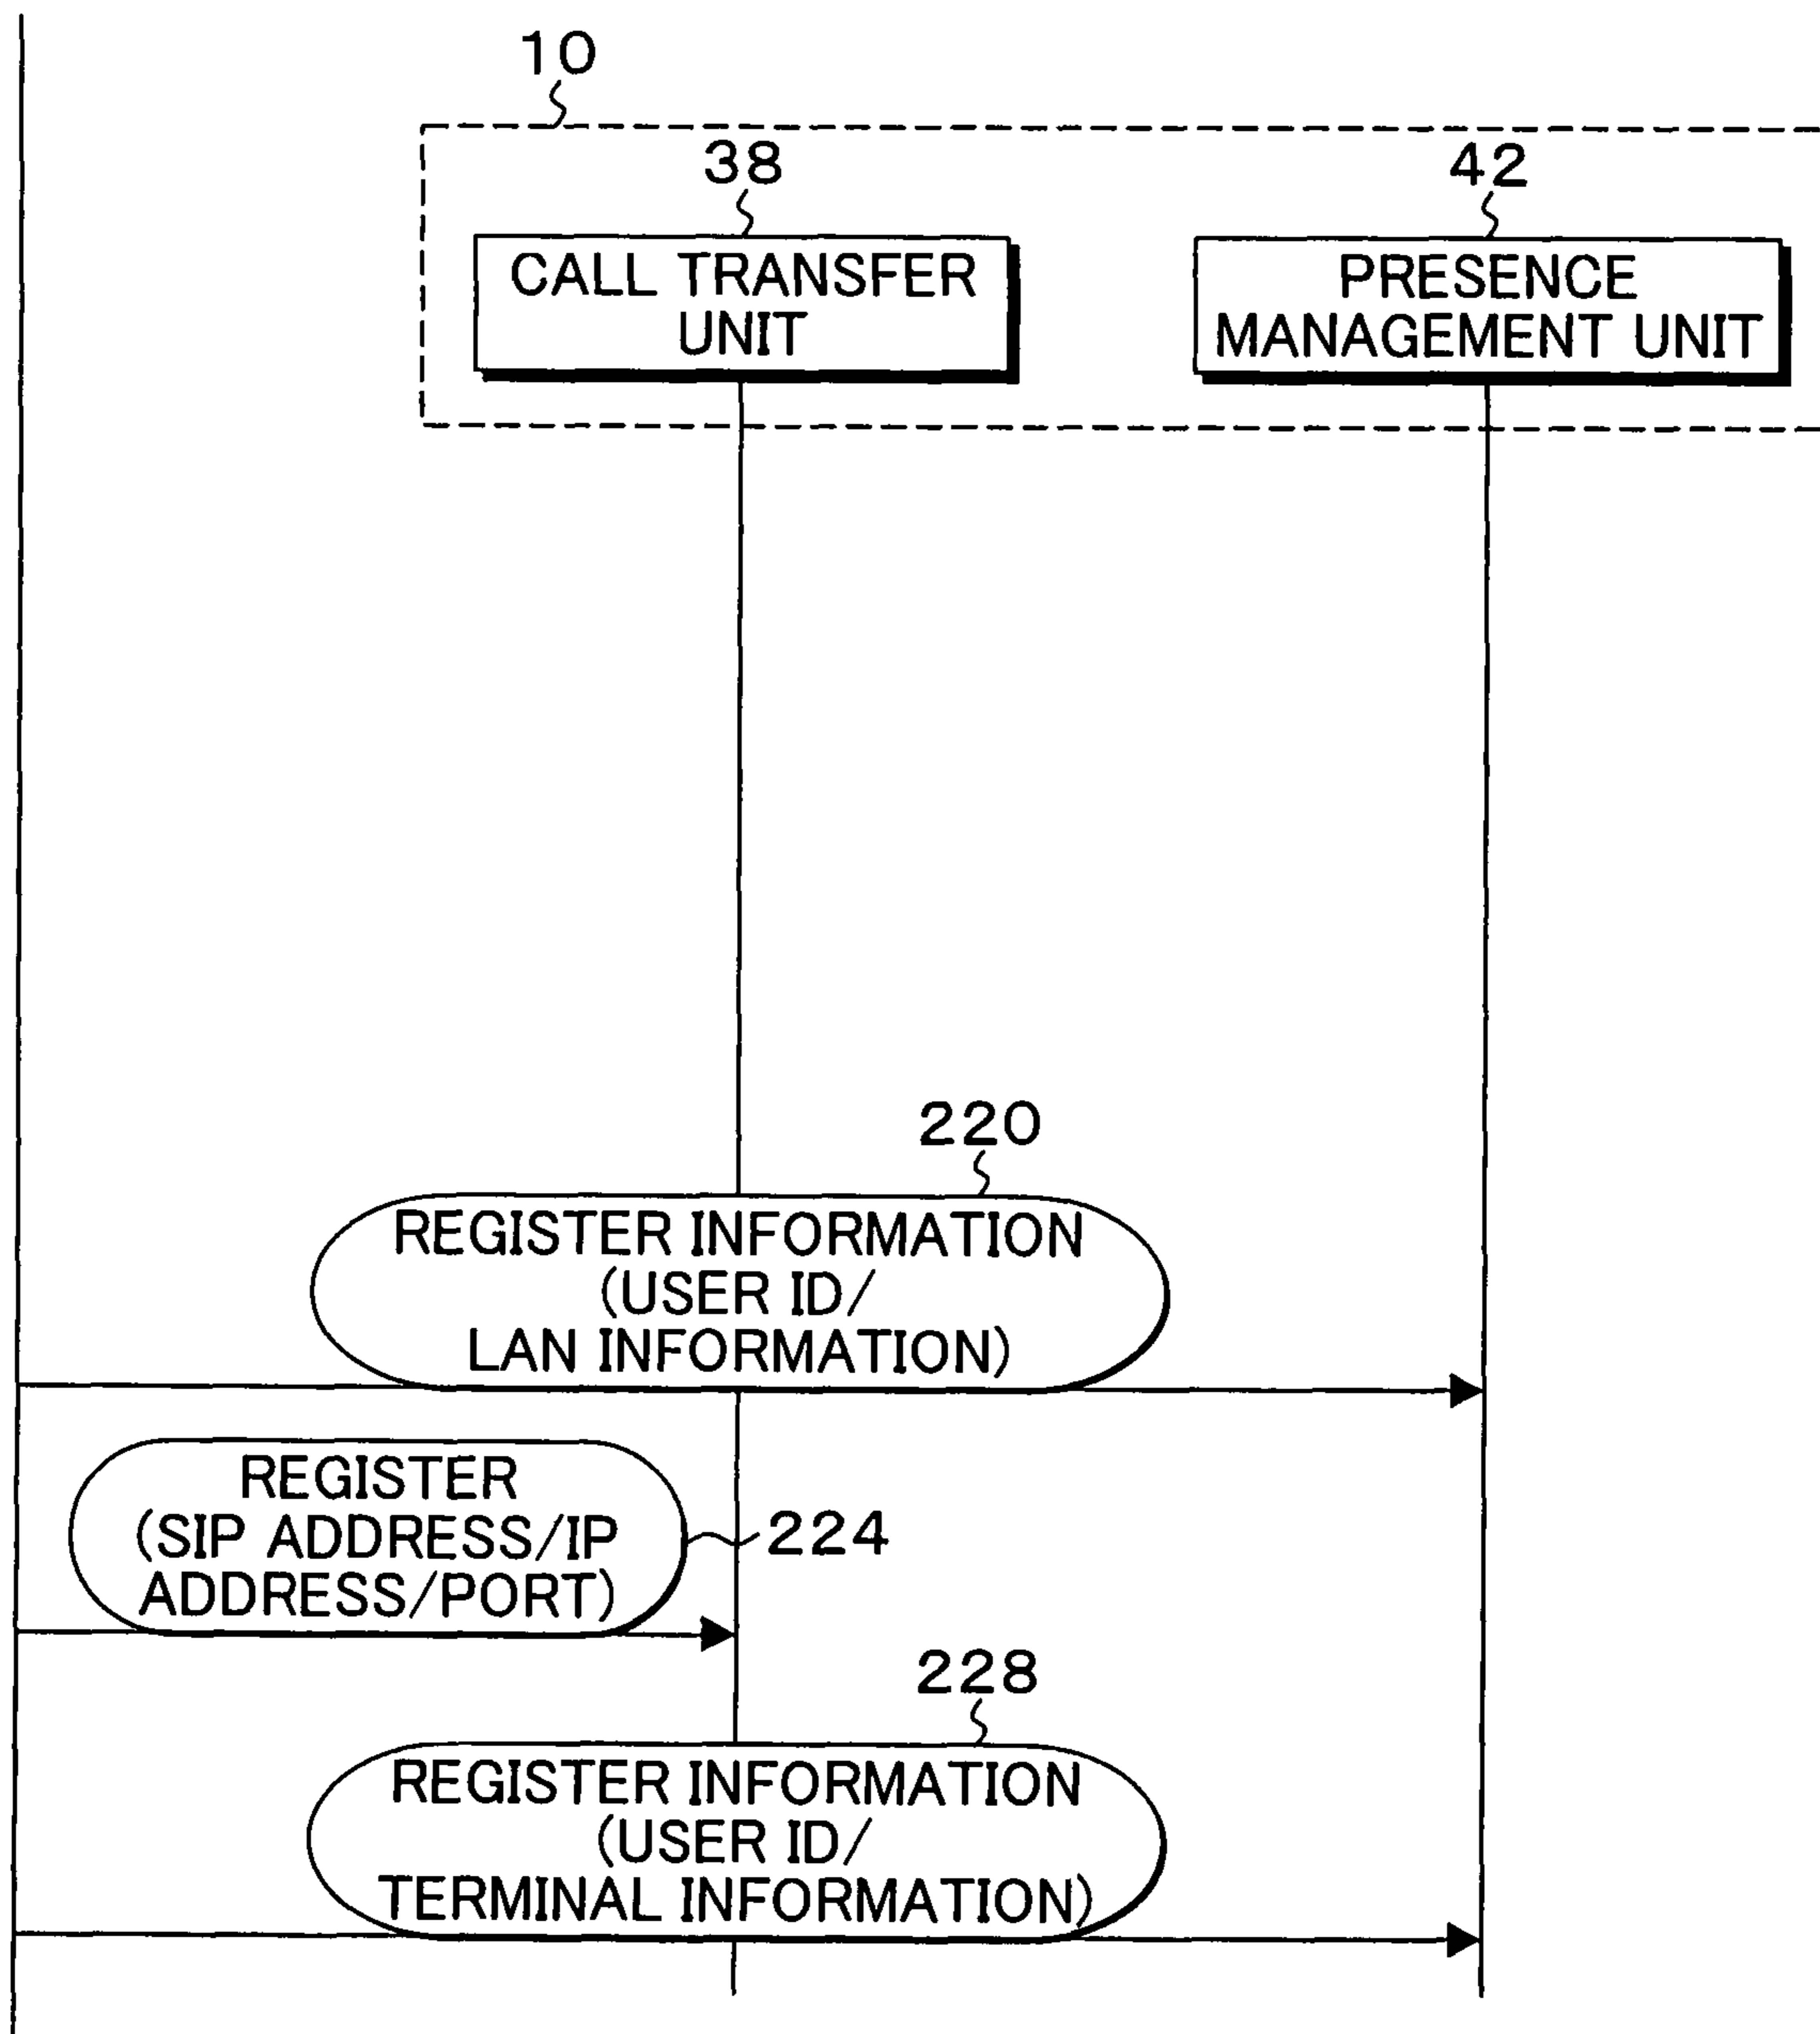 10
38
42
CALL TRANSFER
UNIT
PRESENCE
MANAGEMENT UNIT
220
REGISTER INFORMATION
(USER ID/
LAN INFORMATION)
REGISTER
(SIP ADDRESS/IP
ADDRESS/PORT)
224
228
REGISTER INFORMATION
(USER ID/
TERMINAL INFORMATION)